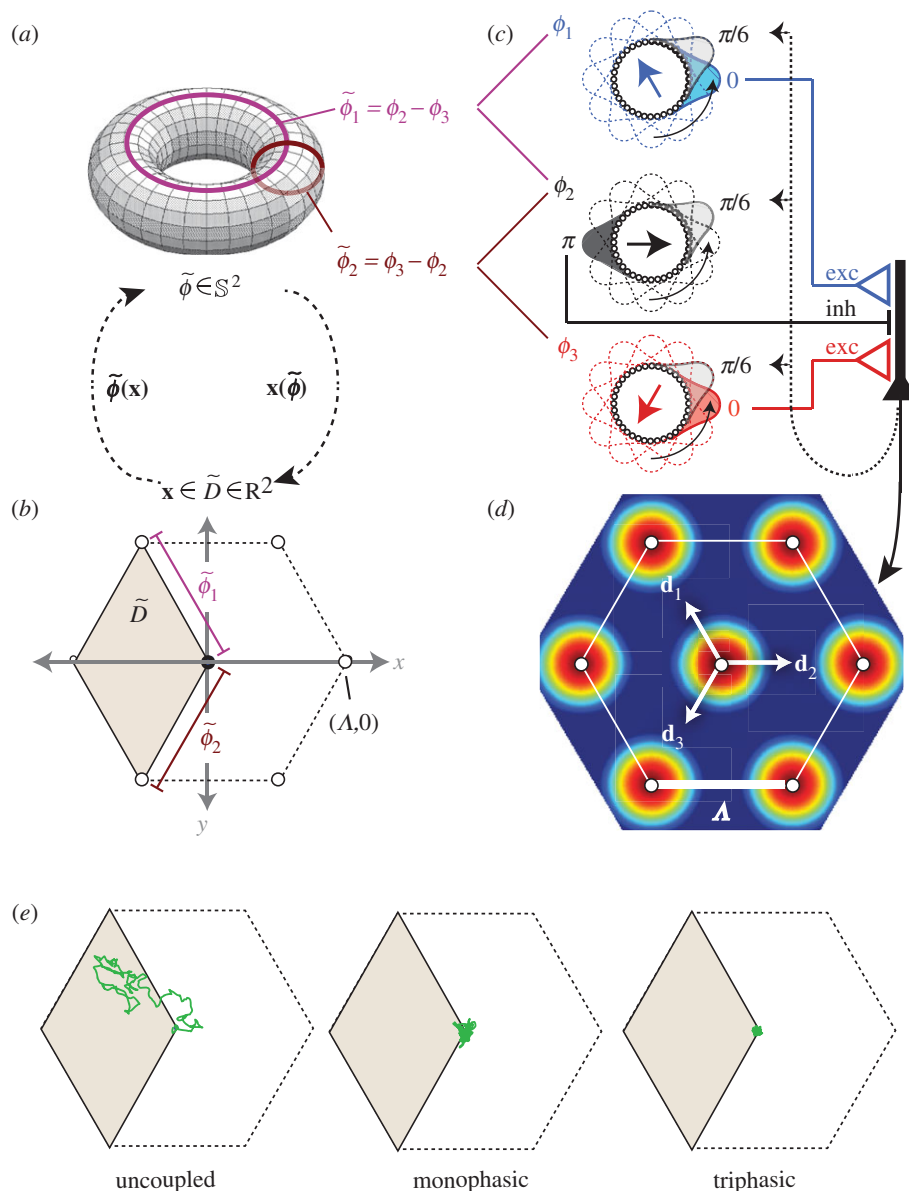 (a)
ϕ̃₁ = ϕ₂ − ϕ₃
ϕ̃₂ = ϕ₃ − ϕ₂
ϕ̃ ∈ 𝕊²
ϕ̃(x)
x(ϕ̃)
x ∈ D̃ ∈ R²
(b)
D̃
ϕ̃₁
ϕ̃₂
x
(Λ,0)
y
(c)
ϕ₁
π/6
0
ϕ₂
π/6
π
exc
inh
exc
ϕ₃
π/6
0
(d)
d₁
d₂
d₃
Λ
(e)
uncoupled
monophasic
triphasic